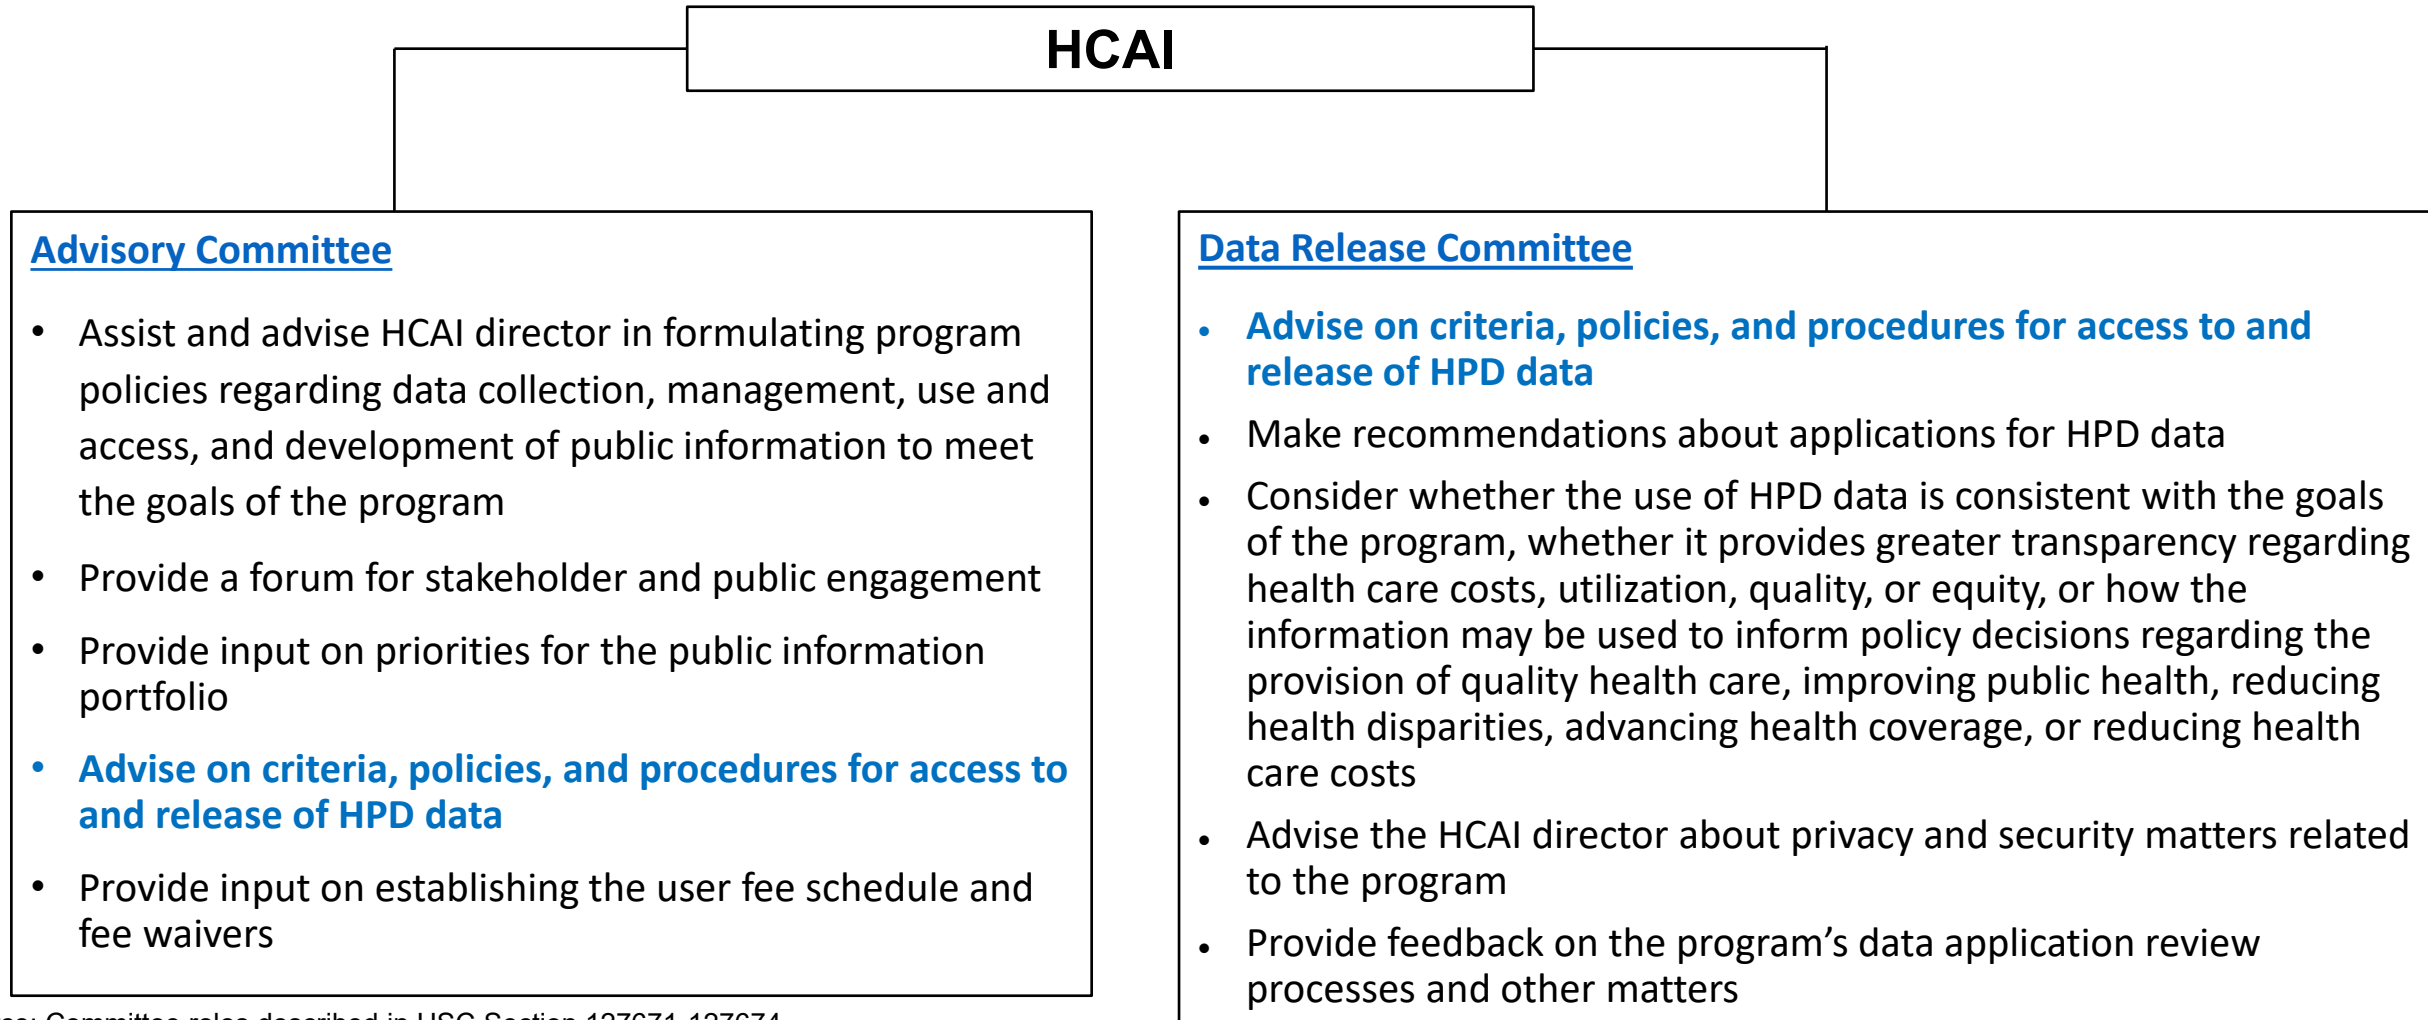 HCAI
Advisory Committee
• Assist and advise HCAI director in formulating program
policies regarding data collection, management, use and
access, and development of public information to meet
the goals of the program
• Provide a forum for stakeholder and public engagement
• Provide input on priorities for the public information
portfolio
• Advise on criteria, policies, and procedures for access to
and release of HPD data
• Provide input on establishing the user fee schedule and
fee waivers
Data Release Committee
• Advise on criteria, policies, and procedures for access to and
release of HPD data
• Make recommendations about applications for HPD data
• Consider whether the use of HPD data is consistent with the goals
of the program, whether it provides greater transparency regarding
health care costs, utilization, quality, or equity, or how the
information may be used to inform policy decisions regarding the
provision of quality health care, improving public health, reducing
health disparities, advancing health coverage, or reducing health
care costs
• Advise the HCAI director about privacy and security matters related
to the program
• Provide feedback on the program’s data application review
processes and other matters
Committee roles described in HSC Section 127671-127674